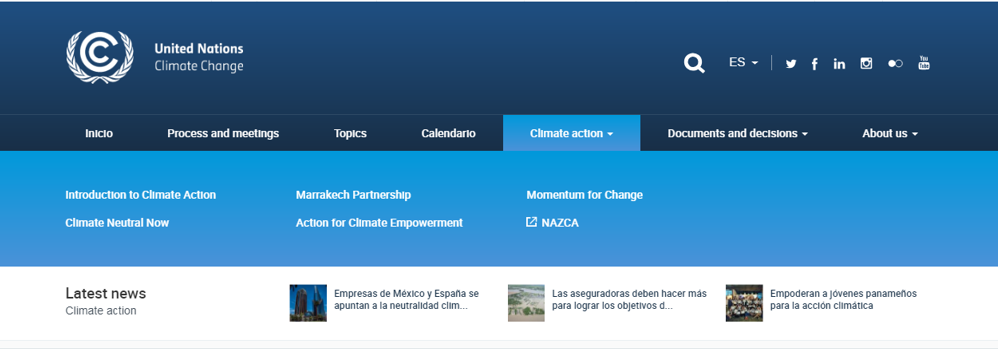 United Nations
Climate Change
ES
You
Tube
Inicio
Process and meetings
Topics
Calendario
Climate action
Documents and decisions
About us
Introduction to Climate Action
Marrakech Partnership
Momentum for Change
Climate Neutral Now
Action for Climate Empowerment
NAZCA
Latest news
Climate action
Empresas de México y España se
apuntan a la neutralidad clim...
Las aseguradoras deben hacer más
para lograr los objetivos d...
Empoderan a jóvenes panameños
para la acción climática